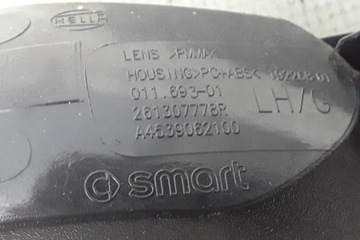 HELLA
LENS >PMMA<
HOUSING >PC+ABS<
011.693-01
LH/G
261307778R
A4539062100
smart